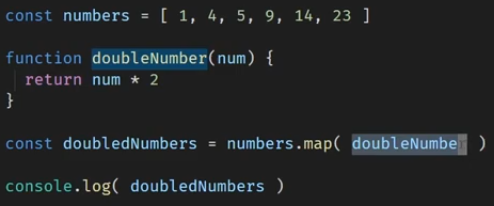 const numbers = [ 1, 4, 5, 9, 14, 23 ]
function doubleNumber(num) {
return num * 2
}
const doubledNumbers = numbers.map( doubleNumber )
console.log( doubledNumbers )